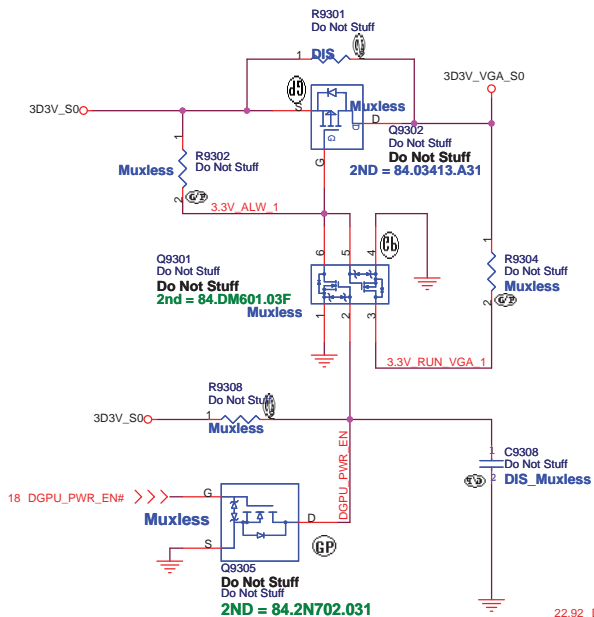 R9301
Do Not Stuff
1
DIS
3D3V_VGA_S0
3D3V_S0
S
Muxless
D
D
Q9302
Do Not Stuff
Do Not Stuff
2ND = 84.03413.A31
G
G
1
R9302
Do Not Stuff
Muxless
2
G/P
3.3V_ALW_1
Q9301
Do Not Stuff
Do Not Stuff
2nd = 84.DM601.03F
Muxless
6
5
4
1
2
3
1
R9304
Do Not Stuff
Muxless
2
G/P
3.3V_RUN_VGA_1
R9308
Do Not Stuff
3D3V_S0
1
Muxless
DGPU_PWR_EN
1
C9308
Do Not Stuff
2
DIS_Muxless
18 DGPU_PWR_EN#
G
Muxless
D
S
GP
Q9305
Do Not Stuff
Do Not Stuff
2ND = 84.2N702.031
22.92